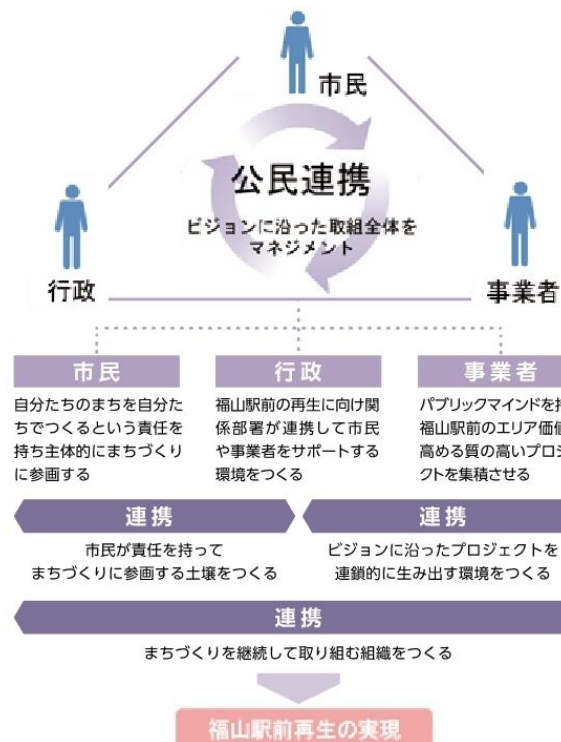 市民
公民連携
ビジョンに沿った取組全体を
マネジメント
行政
事業者
市民
自分たちのまちを自分た
ちでつくるという責任を
持ち主体的にまちづくり
に参画する
行政
福山駅前の再生に向け関
係部署が連携して市民
や事業者をサポートする
環境をつくる
事業者
パブリックマインドを
福山駅前のエリア価
高める質の高いプロジ
クトを集積させる
連携
市民が責任を持って
まちづくりに参画する土壌をつくる
連携
ビジョンに沿ったプロジェクトを
連鎖的に生み出す環境をつくる
連携
まちづくりを継続して取り組む組織をつくる
福山駅前再生の実現